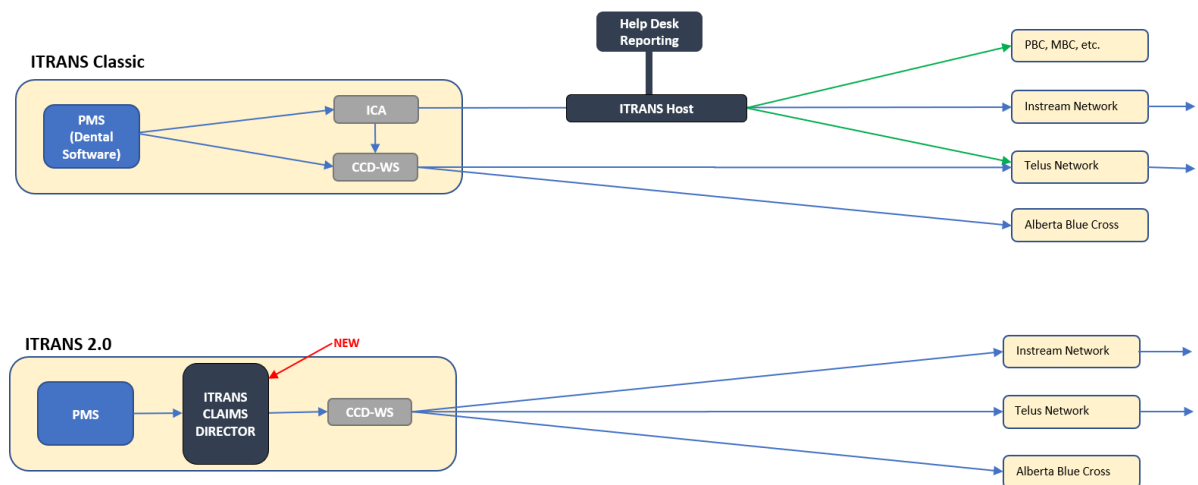 Help Desk
Reporting
ITRANS Classic
PBC, MBC, etc.
PMS
(Dental
Software)
ICA
ITRANS Host
Instream Network
CCD-WS
Telus Network
Alberta Blue Cross
ITRANS 2.0
NEW
Instream Network
PMS
ITRANS
CLAIMS
DIRECTOR
CCD-WS
Telus Network
Alberta Blue Cross